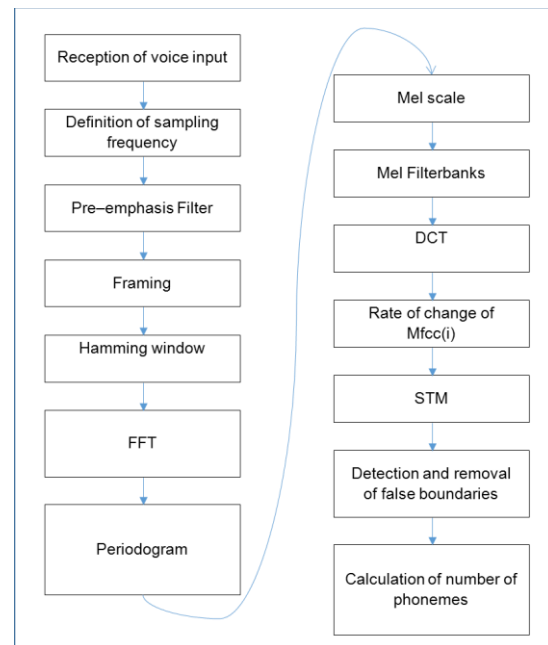 Reception of voice input
Definition of sampling
frequency
Pre–emphasis Filter
Framing
Hamming window
FFT
Periodogram
Mel scale
Mel Filterbanks
DCT
Rate of change of
Mfcc(i)
STM
Detection and removal
of false boundaries
Calculation of number of
phonemes